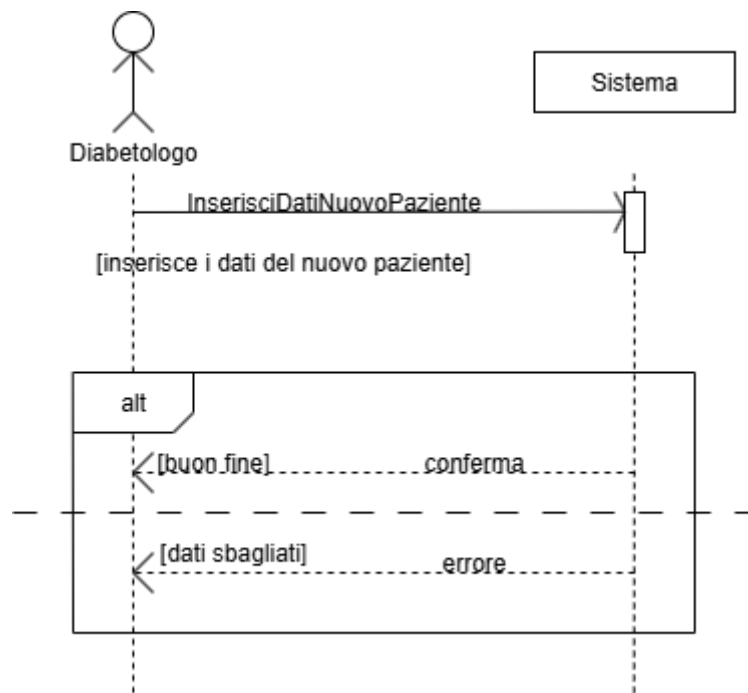 Sistema
Diabetologo
InserisciDatiNuovoPaziente
[inserisce i dati del nuovo paziente]
alt
[buon fine] conferma
[dati sbagliati] errore